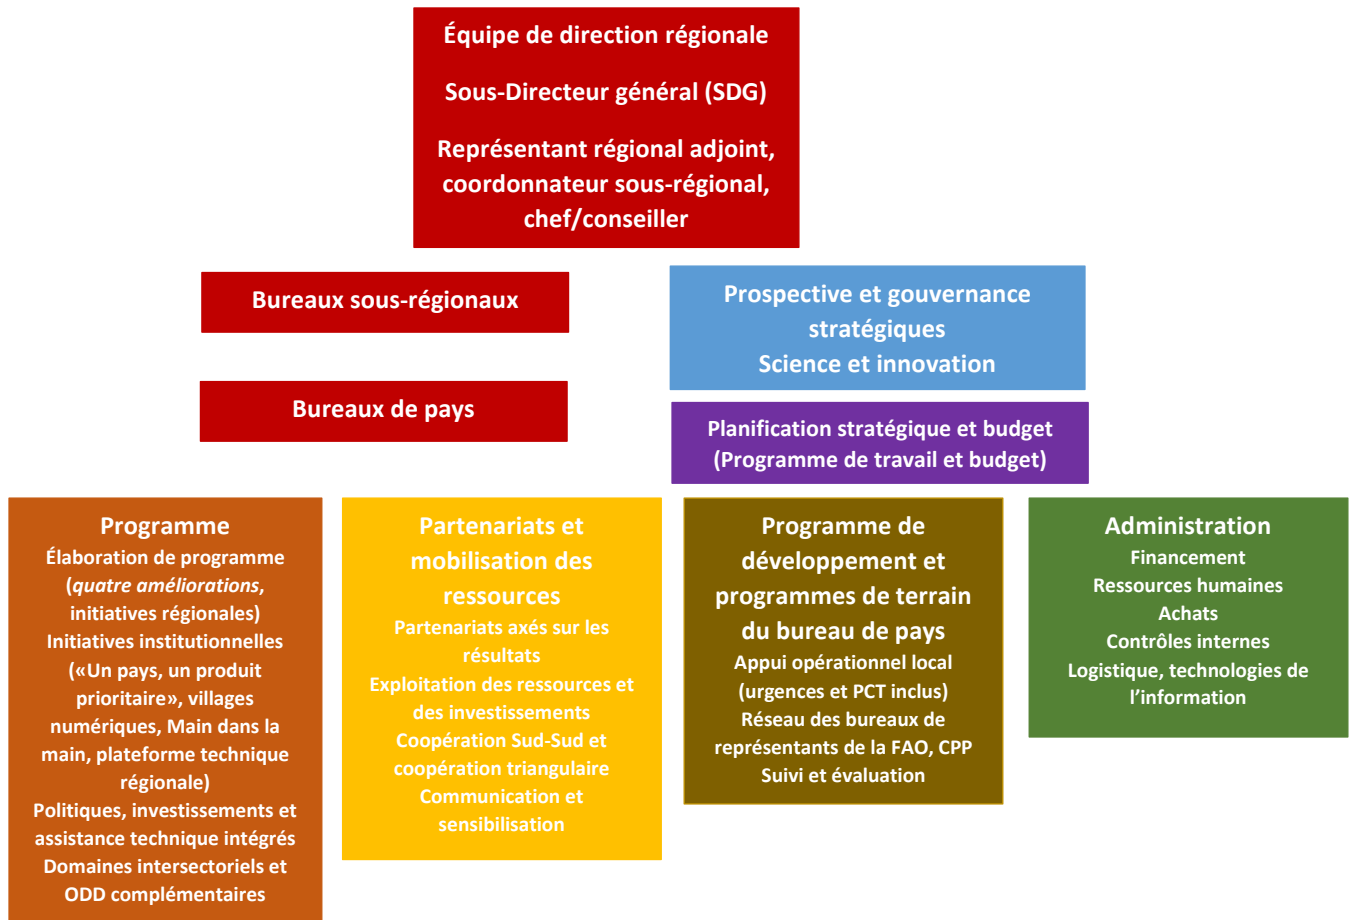 Équipe de direction régionale
Sous-Directeur général (SDG)
Représentant régional adjoint,
coordonnateur sous-régional,
chef/conseiller
Bureaux sous-régionaux
Prospective et gouvernance
stratégiques
Science et innovation
Bureaux de pays
Planification stratégique et budget
(Programme de travail et budget)
Programme
Élaboration de programme
(quatre améliorations,
initiatives régionales)
Initiatives institutionnelles
(«Un pays, un produit
prioritaire», villages
numériques, Main dans la
main, plateforme technique
régionale)
Politiques, investissements et
assistance technique intégrés
Domaines intersectoriels et
ODD complémentaires
Partenariats et
mobilisation des
ressources
Partenariats axés sur les
résultats
Exploitation des ressources et
des investissements
Coopération Sud-Sud et
coopération triangulaire
Communication et
sensibilisation
Programme de
développement et
programmes de terrain
du bureau de pays
Appui opérationnel local
(urgences et PCT inclus)
Réseau des bureaux de
représentants de la FAO, CPP
Suivi et évaluation
Administration
Financement
Ressources humaines
Achats
Contrôles internes
Logistique, technologies de
l’information